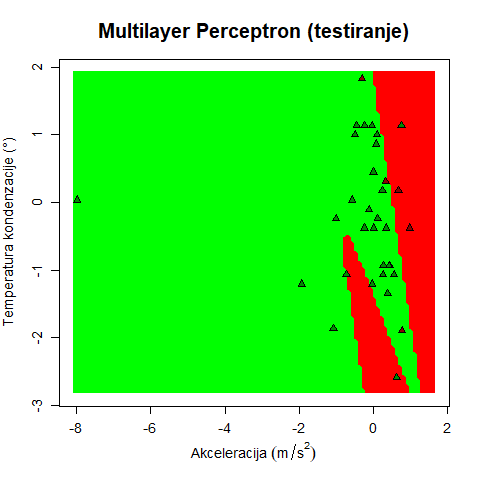 Multilayer Perceptron (testiranje)
Temperatura kondenzacije (°)
2
1
0
-1
-2
-3
-8 -6 -4 -2 0 2
Akceleracija (m/s²)